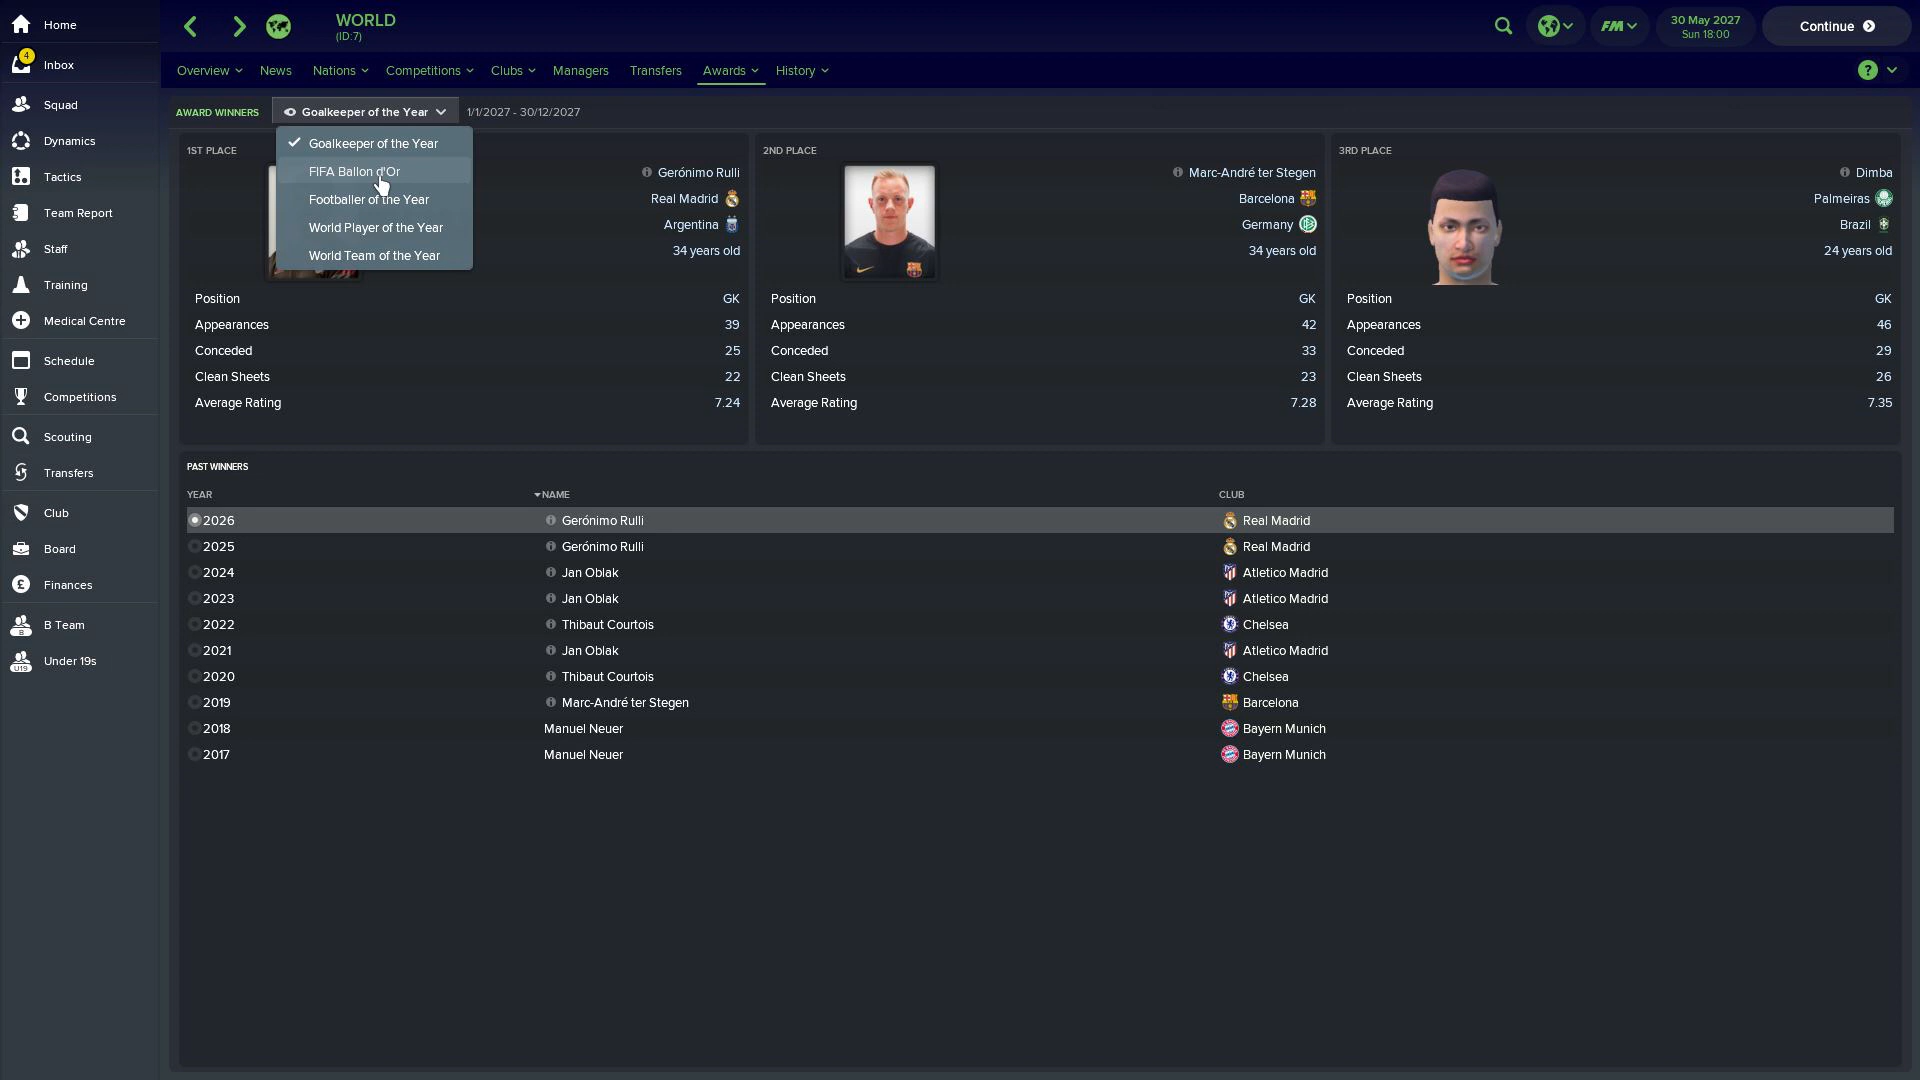 Home
4
Inbox
Squad
Dynamics
Tactics
Team Report
Staff
Training
Medical Centre
Schedule
Competitions
Scouting
Transfers
Club
Board
Finances
B
B Team
U19
Under 19s
WORLD
(ID:7)
FM
30 May 2027
Sun 18:00
Continue
Overview News Nations Competitions Clubs Managers Transfers Awards History
?
AWARD WINNERS Goalkeeper of the Year 1/1/2027 - 30/12/2027
Goalkeeper of the Year
FIFA Ballon d'Or
Footballer of the Year
World Player of the Year
World Team of the Year
1ST PLACE
Gerónimo Rulli
Real Madrid
Argentina
34 years old
Position GK
Appearances 39
Conceded 25
Clean Sheets 22
Average Rating 7.24
2ND PLACE
Marc-André ter Stegen
Barcelona
Germany
34 years old
Position GK
Appearances 42
Conceded 33
Clean Sheets 23
Average Rating 7.28
3RD PLACE
Dimba
Palmeiras
Brazil
24 years old
Position GK
Appearances 46
Conceded 29
Clean Sheets 26
Average Rating 7.35
PAST WINNERS
YEAR NAME CLUB
2026 Gerónimo Rulli Real Madrid
2025 Gerónimo Rulli Real Madrid
2024 Jan Oblak Atletico Madrid
2023 Jan Oblak Atletico Madrid
2022 Thibaut Courtois Chelsea
2021 Jan Oblak Atletico Madrid
2020 Thibaut Courtois Chelsea
2019 Marc-André ter Stegen Barcelona
2018 Manuel Neuer Bayern Munich
2017 Manuel Neuer Bayern Munich